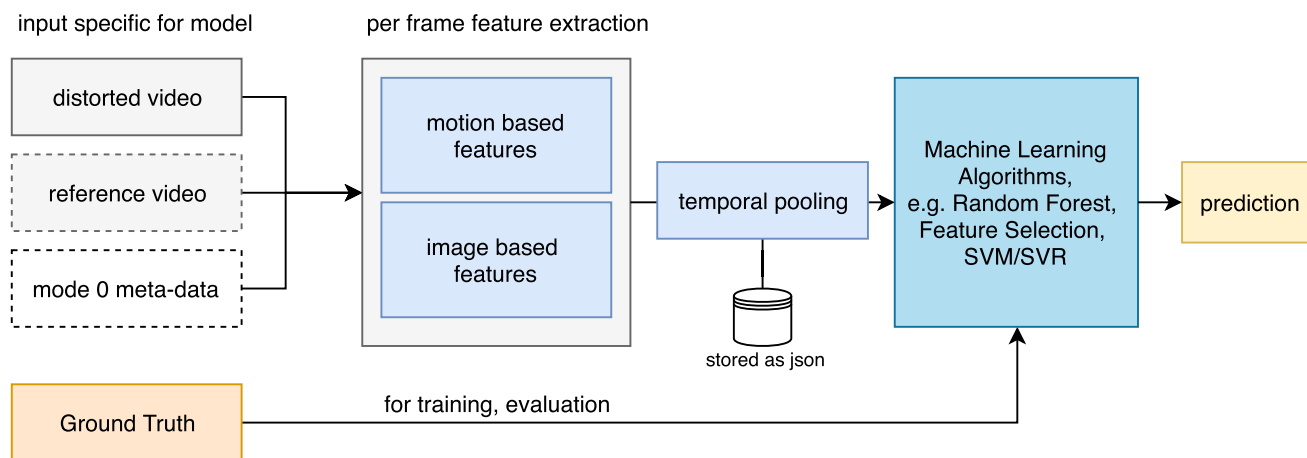 input specific for model
distorted video
reference video
mode 0 meta-data
Ground Truth
per frame feature extraction
motion based
features
image based
features
temporal pooling
stored as json
for training, evaluation
Machine Learning
Algorithms,
e.g. Random Forest,
Feature Selection,
SVM/SVR
prediction